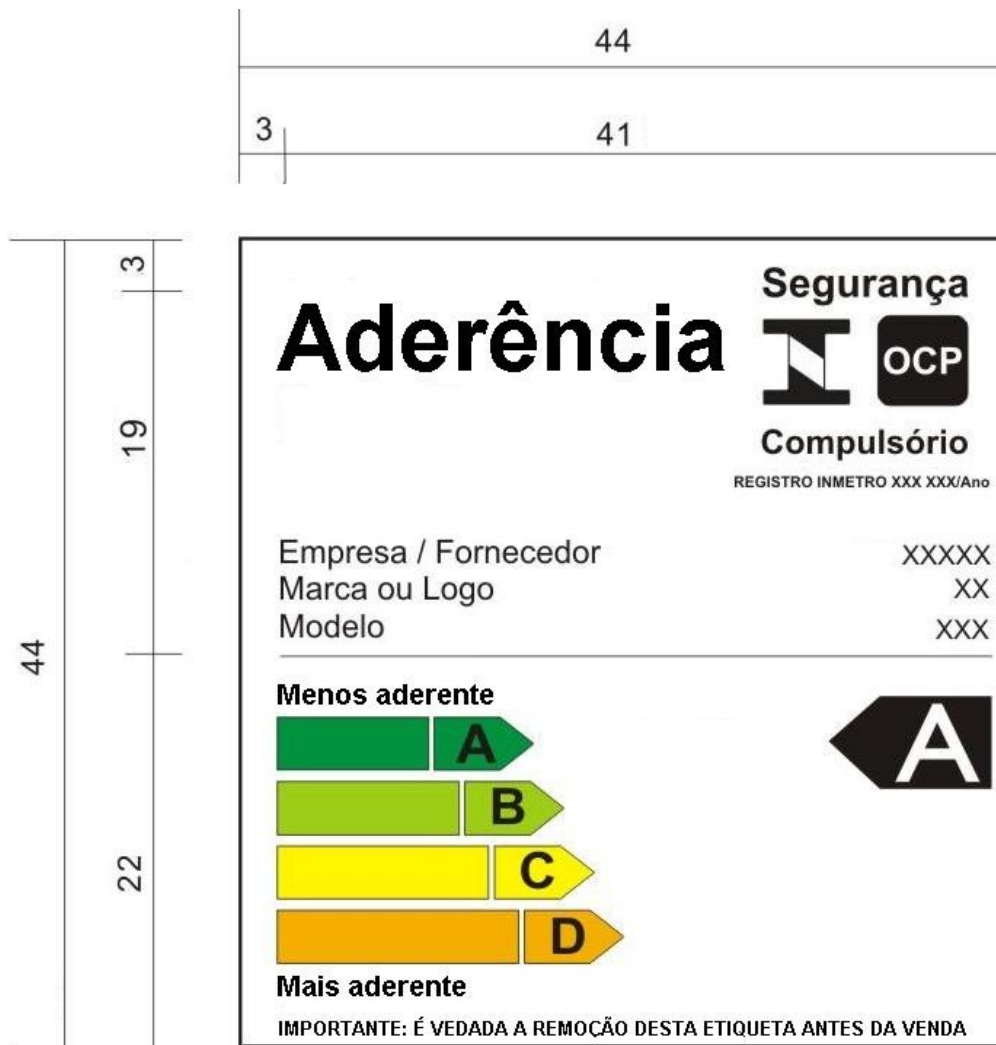 44
3
41
3
19
44
22
Aderência
Segurança
OCP
Compulsório
REGISTRO INMETRO XXX XXX/Ano
Empresa / Fornecedor XXXXX
Marca ou Logo XX
Modelo XXX
Menos aderente
A
A
B
C
D
Mais aderente
IMPORTANTE: É VEDADA A REMOÇÃO DESTA ETIQUETA ANTES DA VENDA